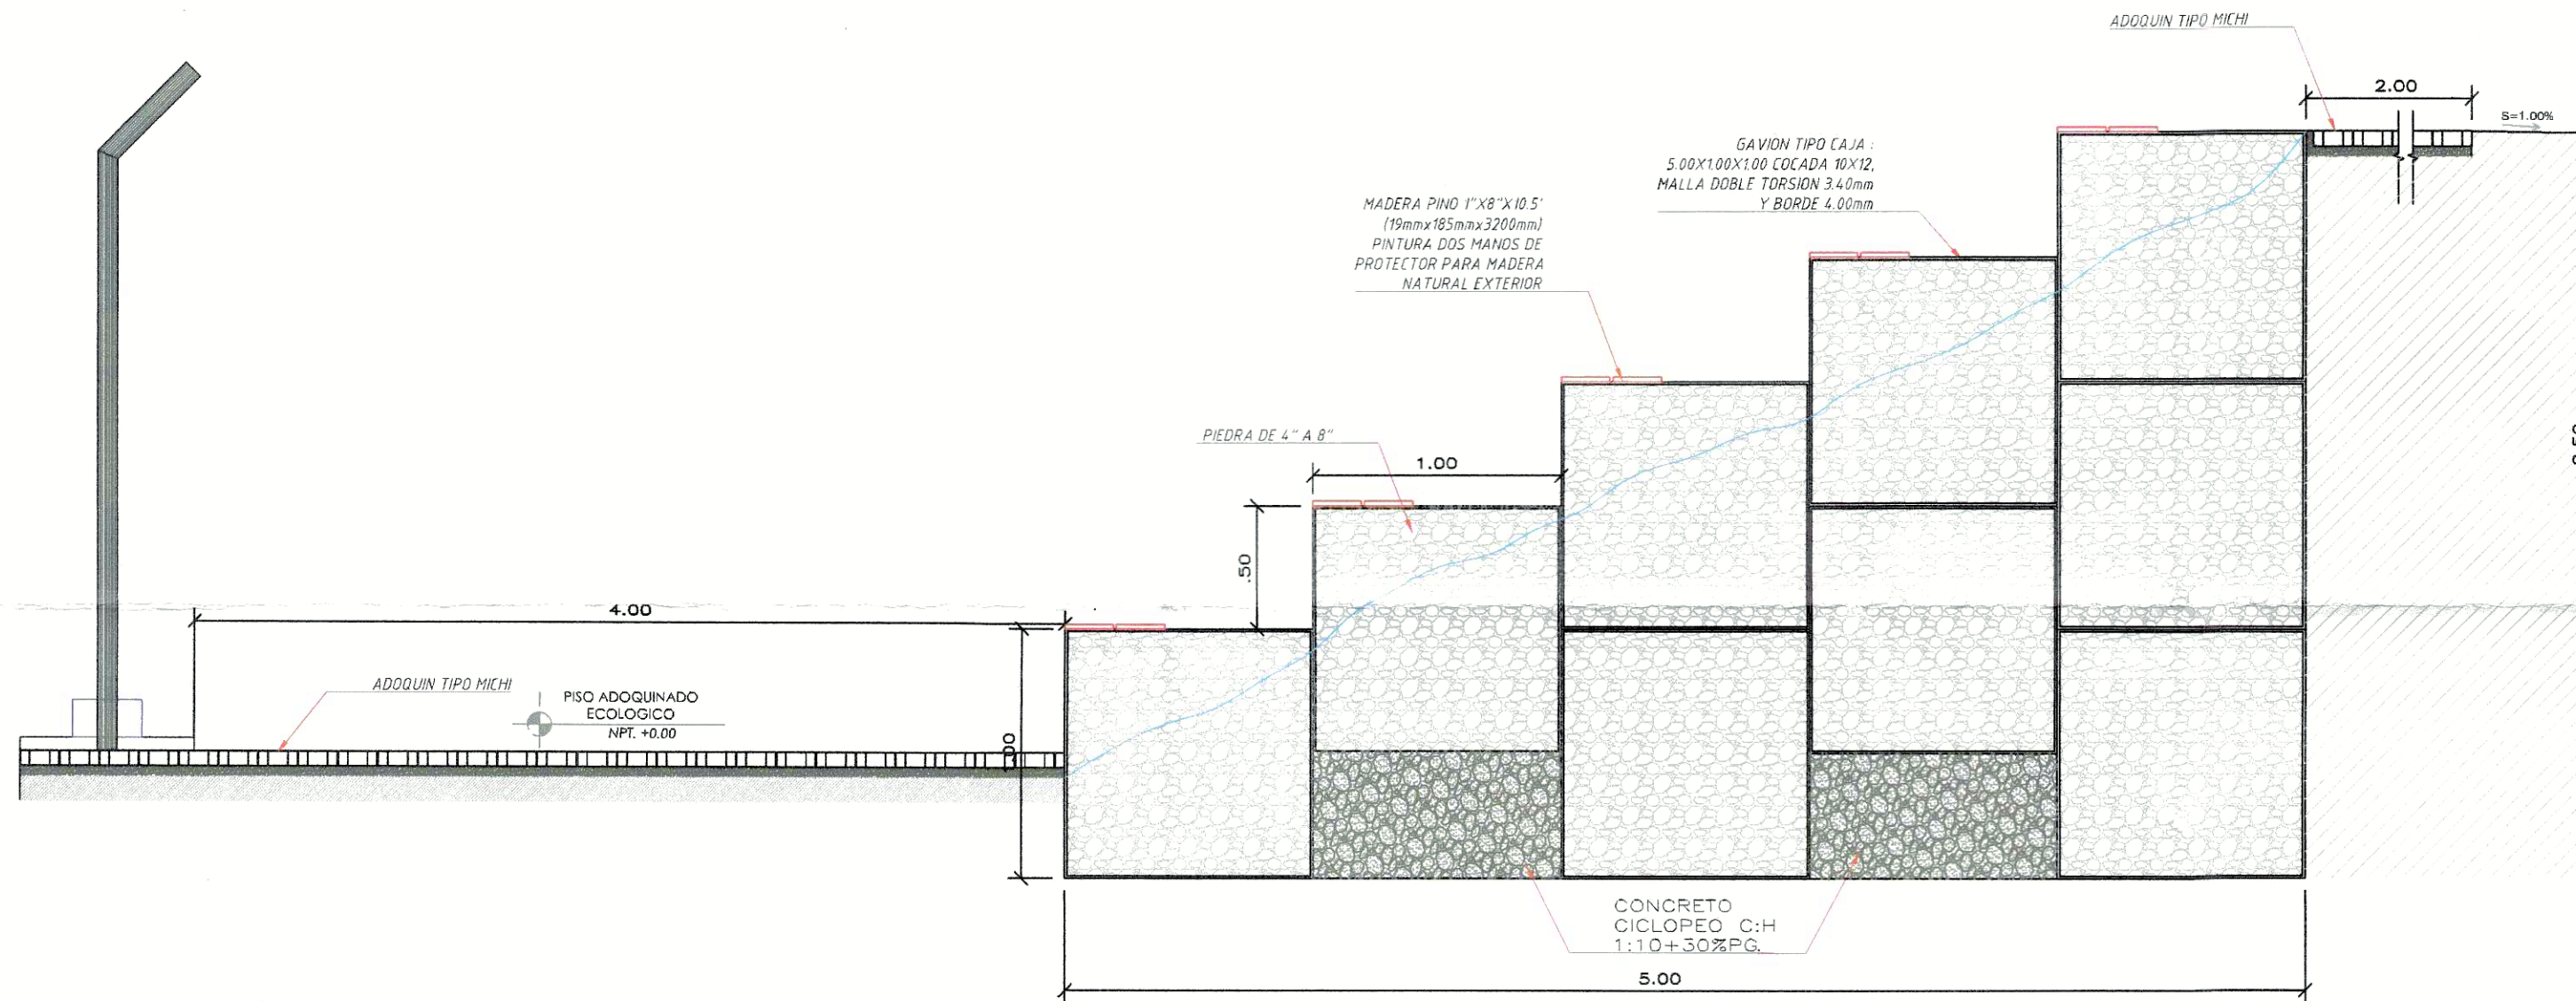 ADOQUIN TIPO MICHI
2.00
S=1.00%
GAVION TIPO CAJA :
5.00X1.00X1.00 COCADA 10X12,
MALLA DOBLE TORSION 3.40mm
Y BORDE 4.00mm
MADERA PINO 1"X8"X10.5'
(19mmx185mmx3200mm)
PINTURA DOS MANOS DE
PROTECTOR PARA MADERA
NATURAL EXTERIOR
PIEDRA DE 4" A 8"
1.00
.50
4.00
ADOQUIN TIPO MICHI
PISO ADOQUINADO
ECOLOGICO
NPT. +0.00
CONCRETO
CICLOPEO C:H
1:10+30%PG.
5.00